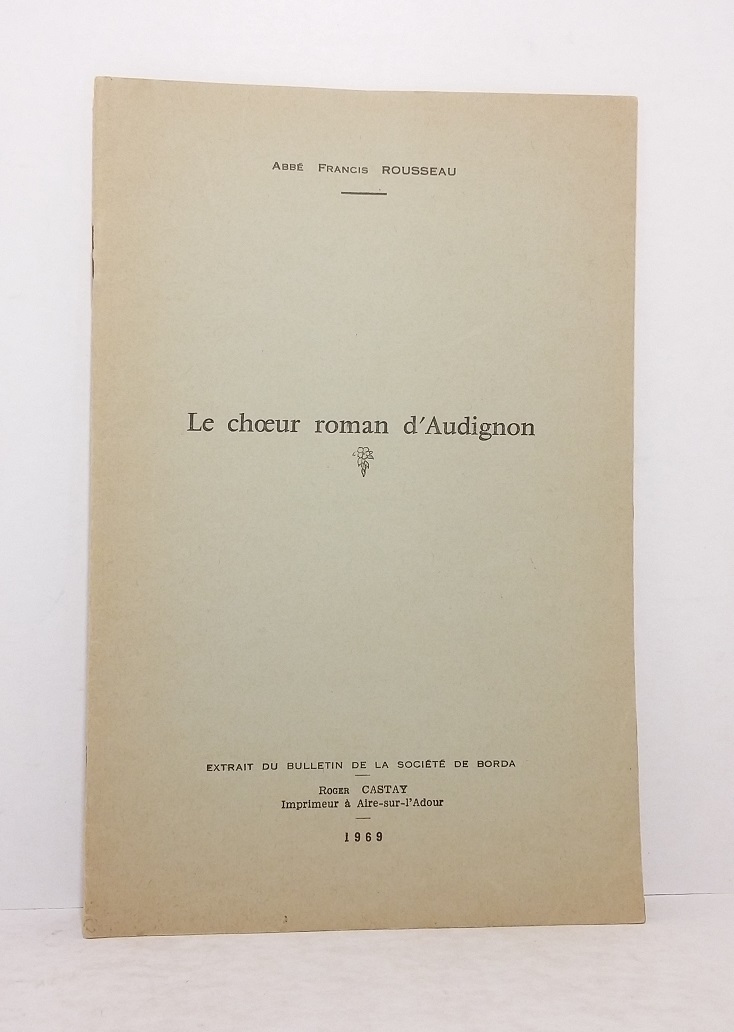 ABBÉ FRANCIS ROUSSEAU
Le chœur roman d'Audignon
EXTRAIT DU BULLETIN DE LA SOCIÉTÉ DE BORDA
ROGER CASTAY
Imprimeur à Aire-sur-l'Adour
1969